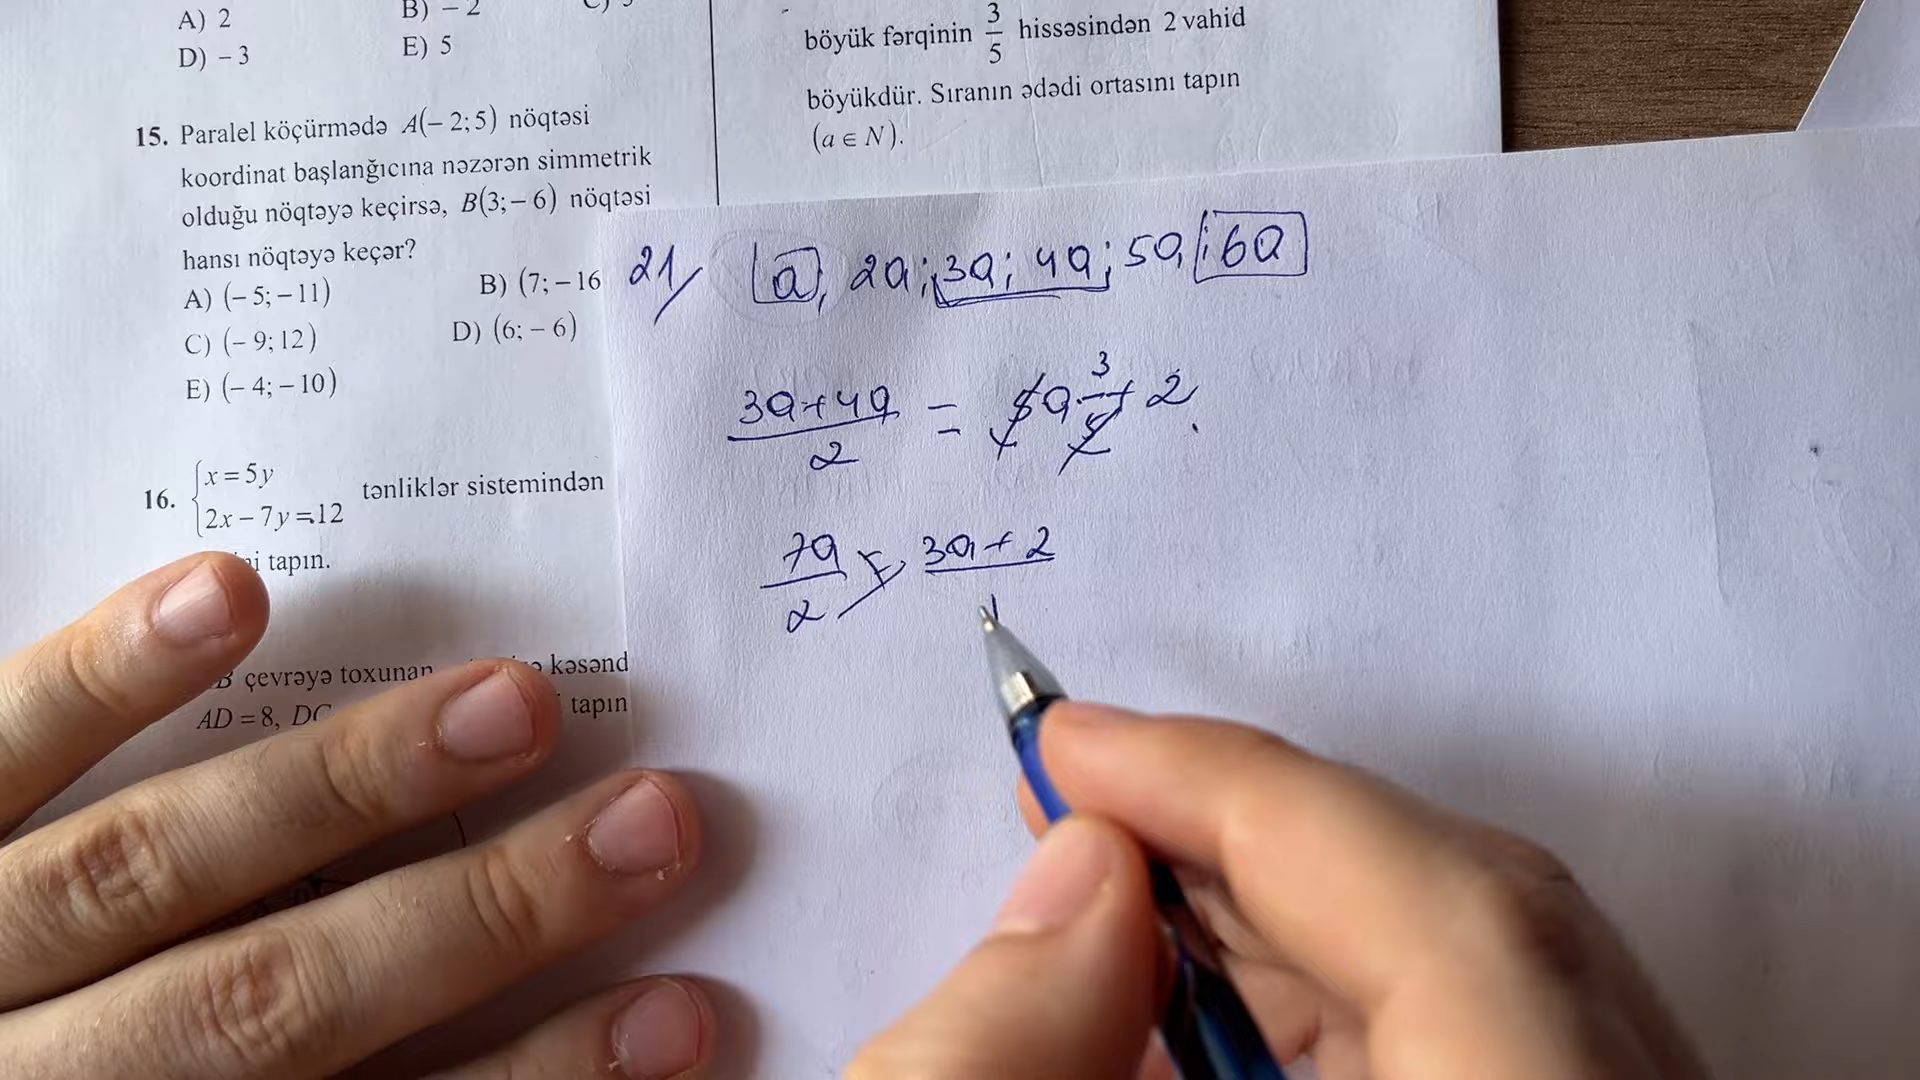 A) 2
B) – 2
D) – 3
E) 5
15. Paralel köçürmədə A(– 2; 5) nöqtəsi
koordinat başlanğıcına nəzərən simmetrik
olduğu nöqtəyə keçirsə, B(3; – 6) nöqtəsi
hansı nöqtəyə keçər?
A) (– 5; – 11)
B) (7; – 16
C) (– 9; 12)
D) (6; – 6)
E) (– 4; – 10)
16. x = 5y
2x – 7y = 12
tənliklər sistemindən
tapın.
çevrəyə toxunan
kəsənd
AD = 8, DC
tapın
böyük fərqinin 3/5 hissəsindən 2 vahid
böyükdür. Sıranın ədədi ortasını tapın
(a ∈ N).
21/ a, 2a; 3a; 4a; 5a; 6a
3a+4a/2 = 5a · 3/5 + 2
7a/2 = 3a + 2/1